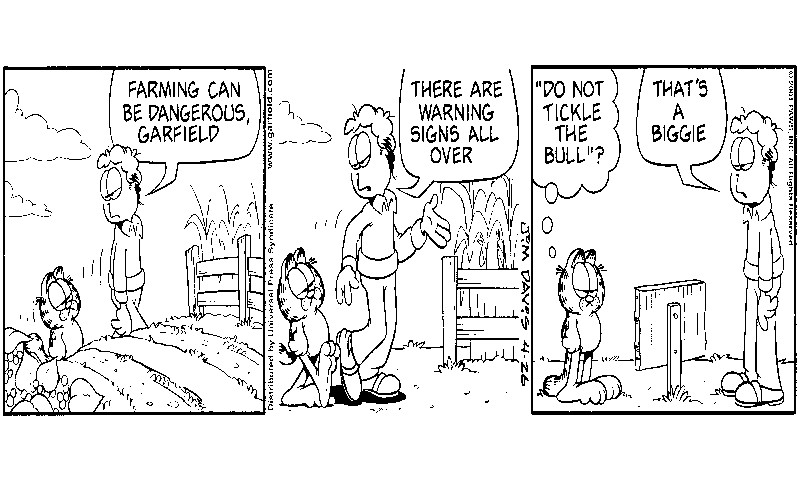 FARMING CAN
BE DANGEROUS,
GARFIELD
www.garfield.com
Distributed by Universal Press Syndicate
THERE ARE
WARNING
SIGNS ALL
OVER
JIM DAVIS 4-26
"DO NOT
TICKLE
THE
BULL"?
THAT'S
A
BIGGIE
PAWS, INC. All Rights Reserved